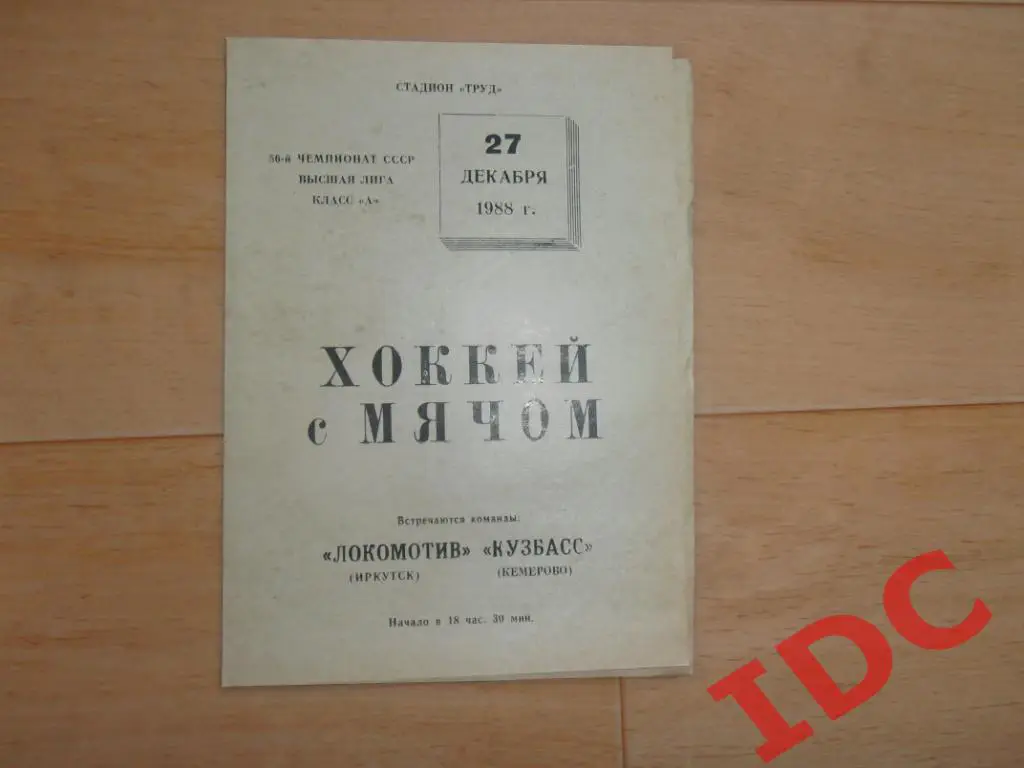 СТАДИОН «ТРУД»
27
ДЕКАБРЯ
1988 г.
56-й ЧЕМПИОНАТ СССР
ВЫСШАЯ ЛИГА
КЛАСС «А»
ХОККЕЙ
с МЯЧОМ
Встречаются команды:
«ЛОКОМОТИВ» «КУЗБАСС»
(ИРКУТСК) (КЕМЕРОВО)
Начало в 18 час. 30 мин.
IDC